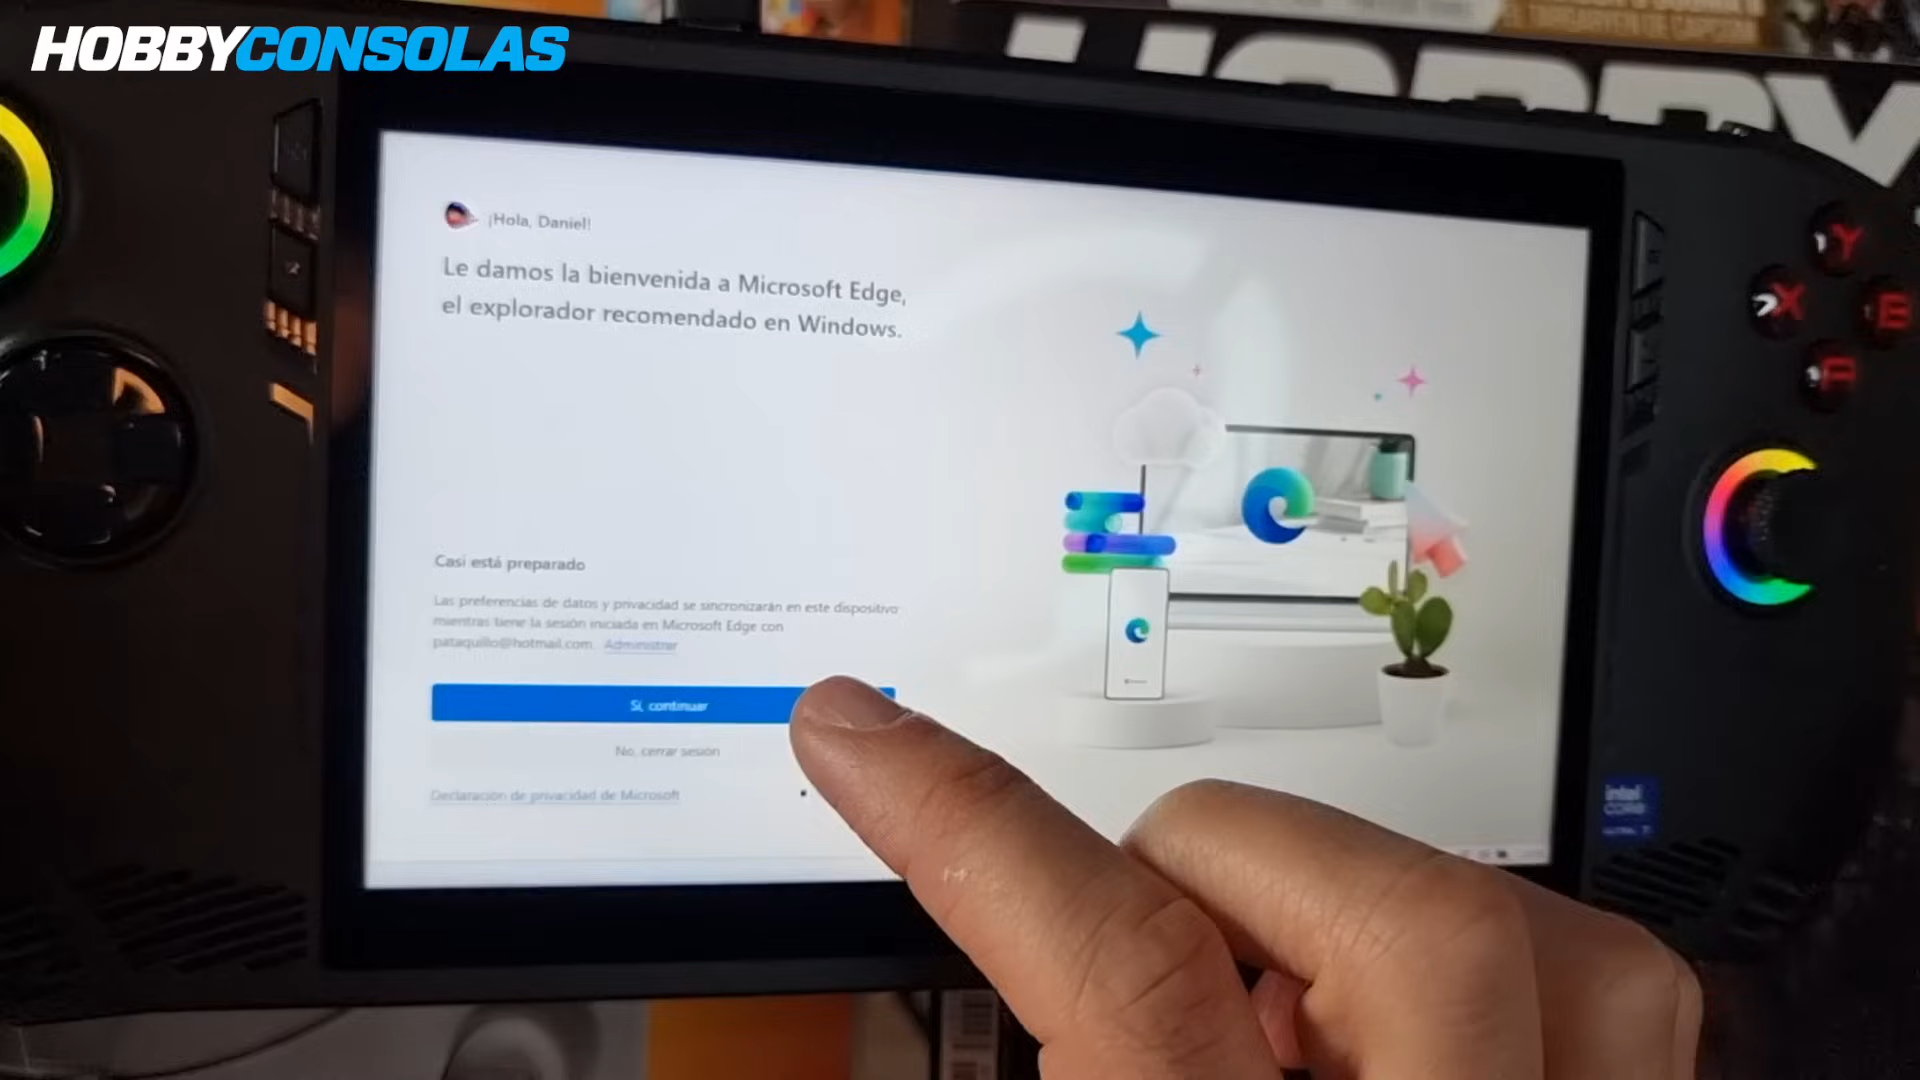 HOBBYCONSOLAS
¡Hola, Daniel!
Le damos la bienvenida a Microsoft Edge,
el explorador recomendado en Windows.
Casi está preparado
Las preferencias de datos y privacidad se sincronizarán en este dispositivo
mientras tiene la sesión iniciada en Microsoft Edge con
pataquillo@hotmail.com. Administrar
Sí, continuar
No, cerrar sesión
Declaración de privacidad de Microsoft
Y
X
B
A
intel
CORE